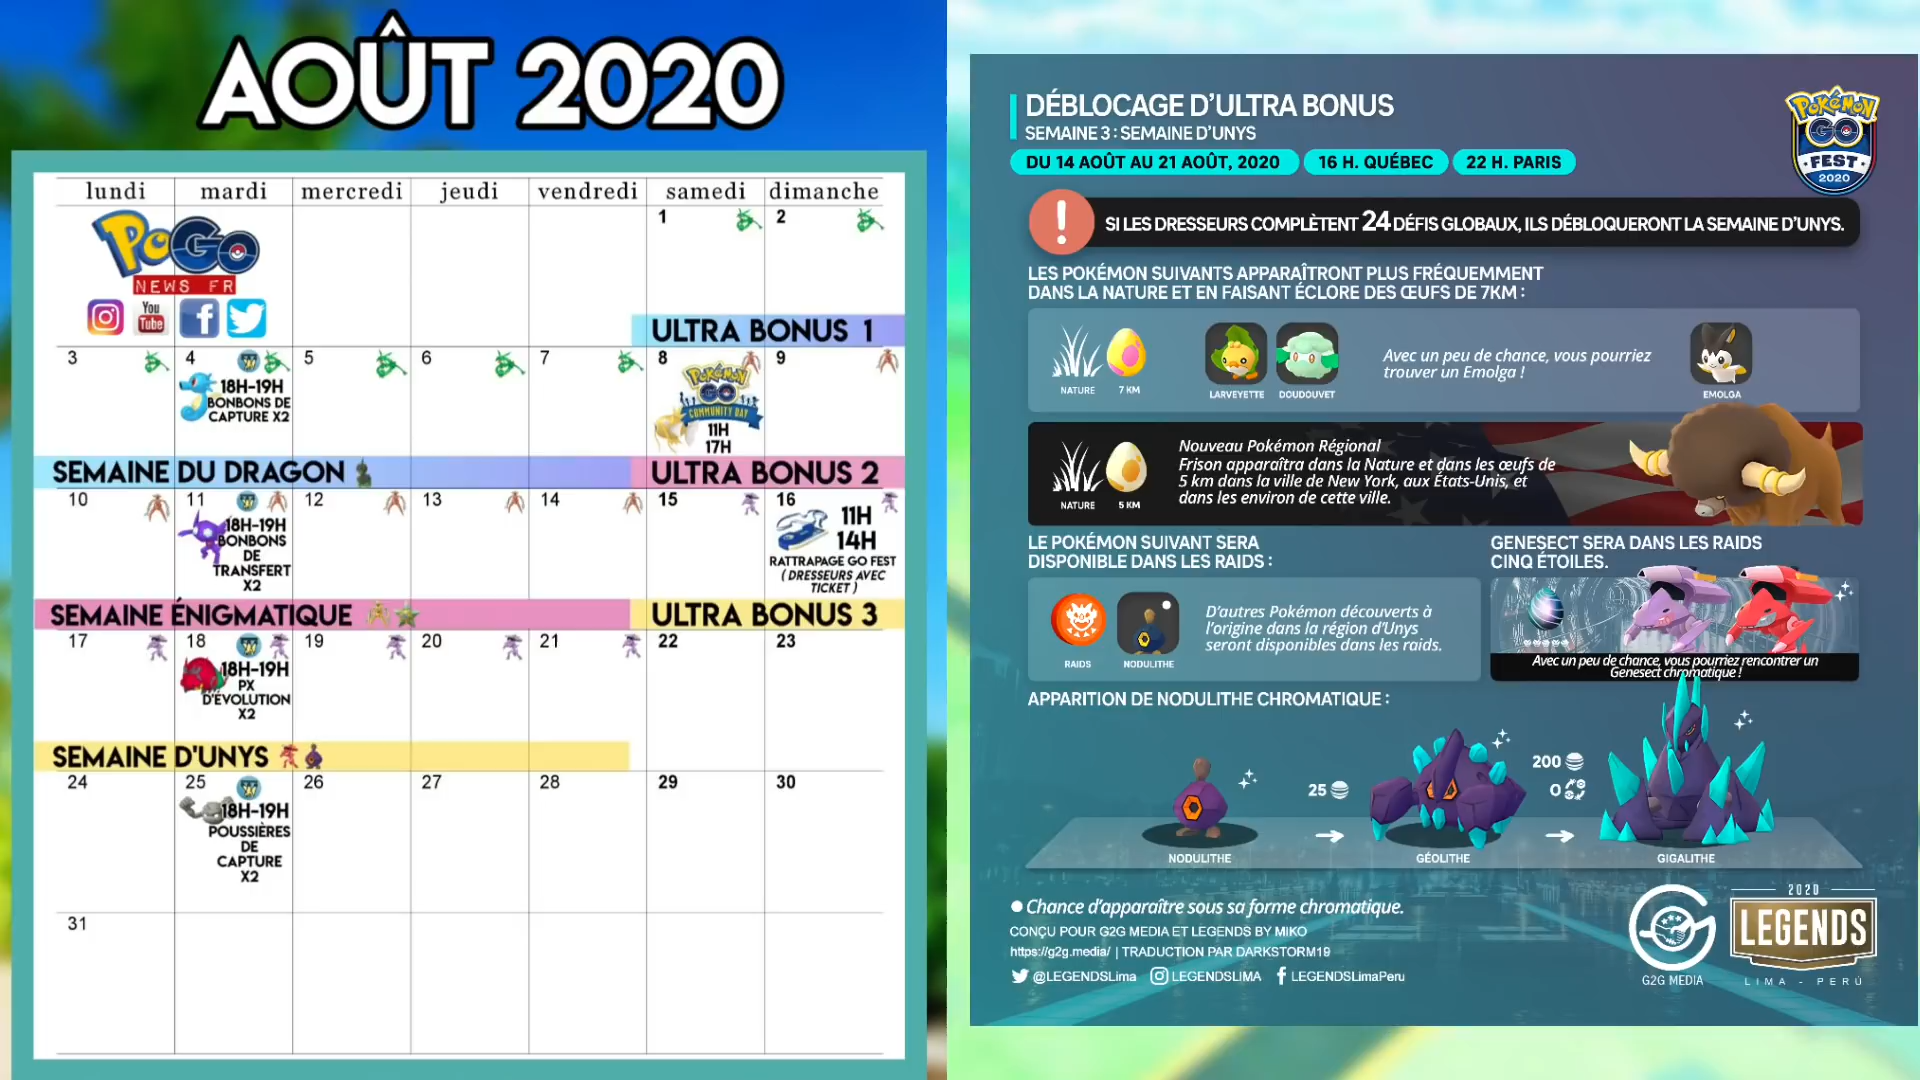 AOÛT 2020
lundi mardi mercredi jeudi vendredi samedi dimanche
1 2
PoGo
NEWS FR
You
Tube
ULTRA BONUS 1
3 4 5 6 7 8 9
18H-19H
BONBONS DE
CAPTURE X2
POKÉMON
GO
COMMUNITY DAY
11H
17H
SEMAINE DU DRAGON ULTRA BONUS 2
10 11 12 13 14 15 16
18H-19H
BONBONS
DE
TRANSFERT
X2
11H
14H
RATTRAPAGE GO FEST
( DRESSEURS AVEC
TICKET )
SEMAINE ÉNIGMATIQUE ULTRA BONUS 3
17 18 19 20 21 22 23
18H-19H
PX
D'ÉVOLUTION
X2
SEMAINE D'UNYS
24 25 26 27 28 29 30
18H-19H
POUSSIÈRES
DE
CAPTURE
X2
31
DÉBLOCAGE D'ULTRA BONUS
SEMAINE 3 : SEMAINE D'UNYS
DU 14 AOÛT AU 21 AOÛT, 2020 16 H. QUÉBEC 22 H. PARIS
POKÉMON
GO
FEST
2020
! SI LES DRESSEURS COMPLÈTENT 24 DÉFIS GLOBAUX, ILS DÉBLOQUERONT LA SEMAINE D'UNYS.
LES POKÉMON SUIVANTS APPARAÎTRONT PLUS FRÉQUEMMENT
DANS LA NATURE ET EN FAISANT ÉCLORE DES ŒUFS DE 7KM :
NATURE 7 KM LARVEYETTE DOUDOUVET
Avec un peu de chance, vous pourriez
trouver un Emolga !
EMOLGA
NATURE 5 KM
Nouveau Pokémon Régional
Frison apparaîtra dans la Nature et dans les œufs de
5 km dans la ville de New York, aux États-Unis, et
dans les environ de cette ville.
LE POKÉMON SUIVANT SERA
DISPONIBLE DANS LES RAIDS :
RAIDS NODULITHE
D'autres Pokémon découverts à
l'origine dans la région d'Unys
seront disponibles dans les raids.
GENESECT SERA DANS LES RAIDS
CINQ ÉTOILES.
Avec un peu de chance, vous pourriez rencontrer un
Genesect chromatique !
APPARITION DE NODULITHE CHROMATIQUE :
25
200
0
NODULITHE GÉOLITHE GIGALITHE
Chance d'apparaître sous sa forme chromatique.
CONÇU POUR G2G MEDIA ET LEGENDS BY MIKO
https://g2g.media/ | TRADUCTION PAR DARKSTORM19
@LEGENDSLima LEGENDSLIMA LEGENDSLimaPeru
G2G MEDIA
2020
LEGENDS
LIMA - PERÚ